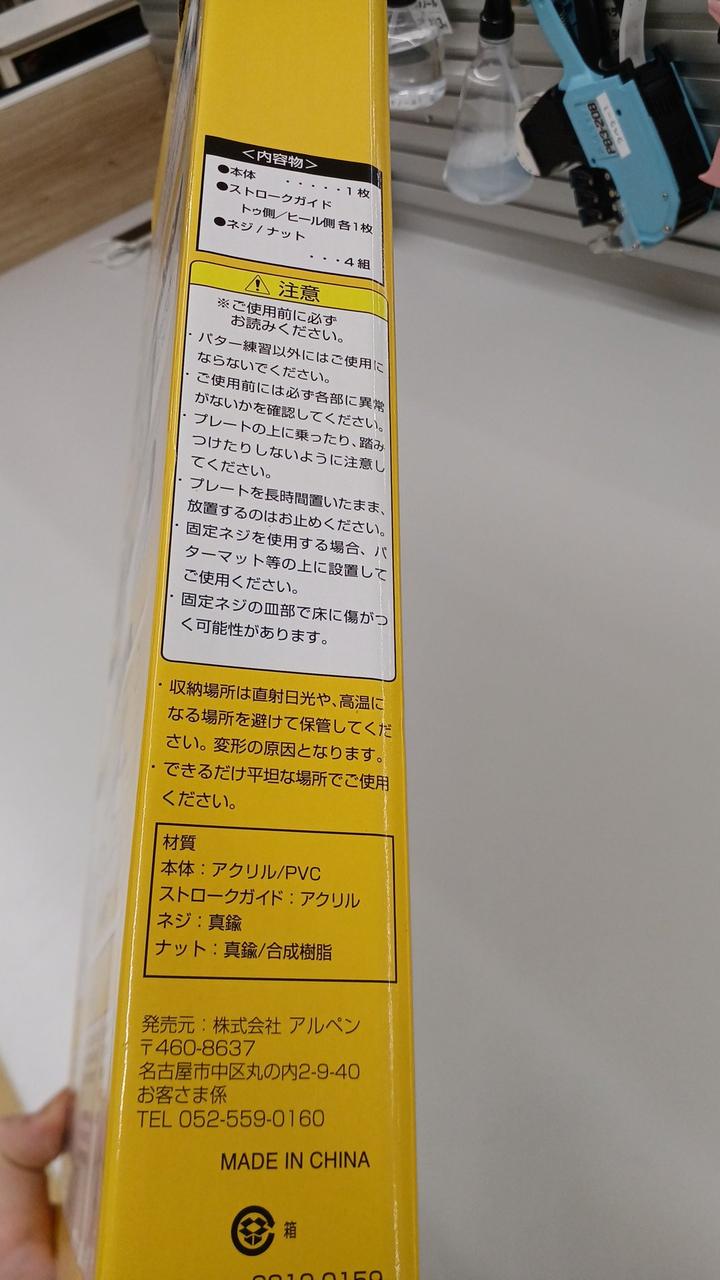 <内容物>
●本体 ・・・・・1枚
●ストロークガイド
トゥ側/ヒール側 各1枚
●ネジ/ナット
・・・4組
注意
※ご使用前に必ず
お読みください。
・パター練習以外にはご使用に
ならないでください。
・ご使用前には必ず各部に異常
がないかを確認してください。
・プレートの上に乗ったり、踏み
つけたりしないように注意し
てください。
・プレートを長時間置いたまま、
放置するのはお止めください。
・固定ネジを使用する場合、パ
ターマット等の上に設置して
ご使用ください。
・固定ネジの皿部で床に傷がつ
く可能性があります。
・収納場所は直射日光や、高温に
なる場所を避けて保管してくだ
さい。変形の原因となります。
・できるだけ平坦な場所でご使用
ください。
材質
本体:アクリル/PVC
ストロークガイド:アクリル
ネジ:真鍮
ナット:真鍮/合成樹脂
発売元:株式会社 アルペン
〒460-8637
名古屋市中区丸の内2-9-40
お客さま係
TEL 052-559-0160
MADE IN CHINA
箱
PB3-20B